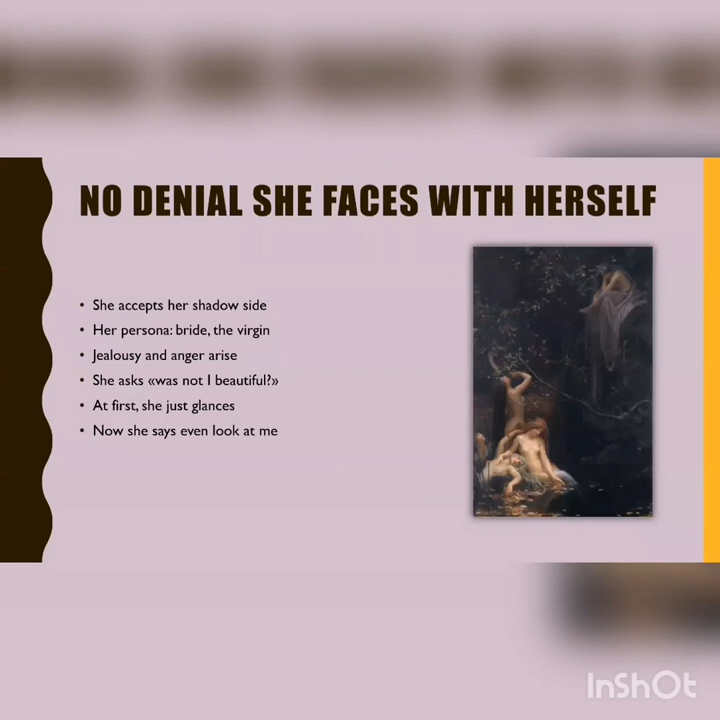 NO DENIAL SHE FACES WITH HERSELF
• She accepts her shadow side
• Her persona: bride, the virgin
• Jealousy and anger arise
• She asks «was not I beautiful?»
• At first, she just glances
• Now she says even look at me
InShOt